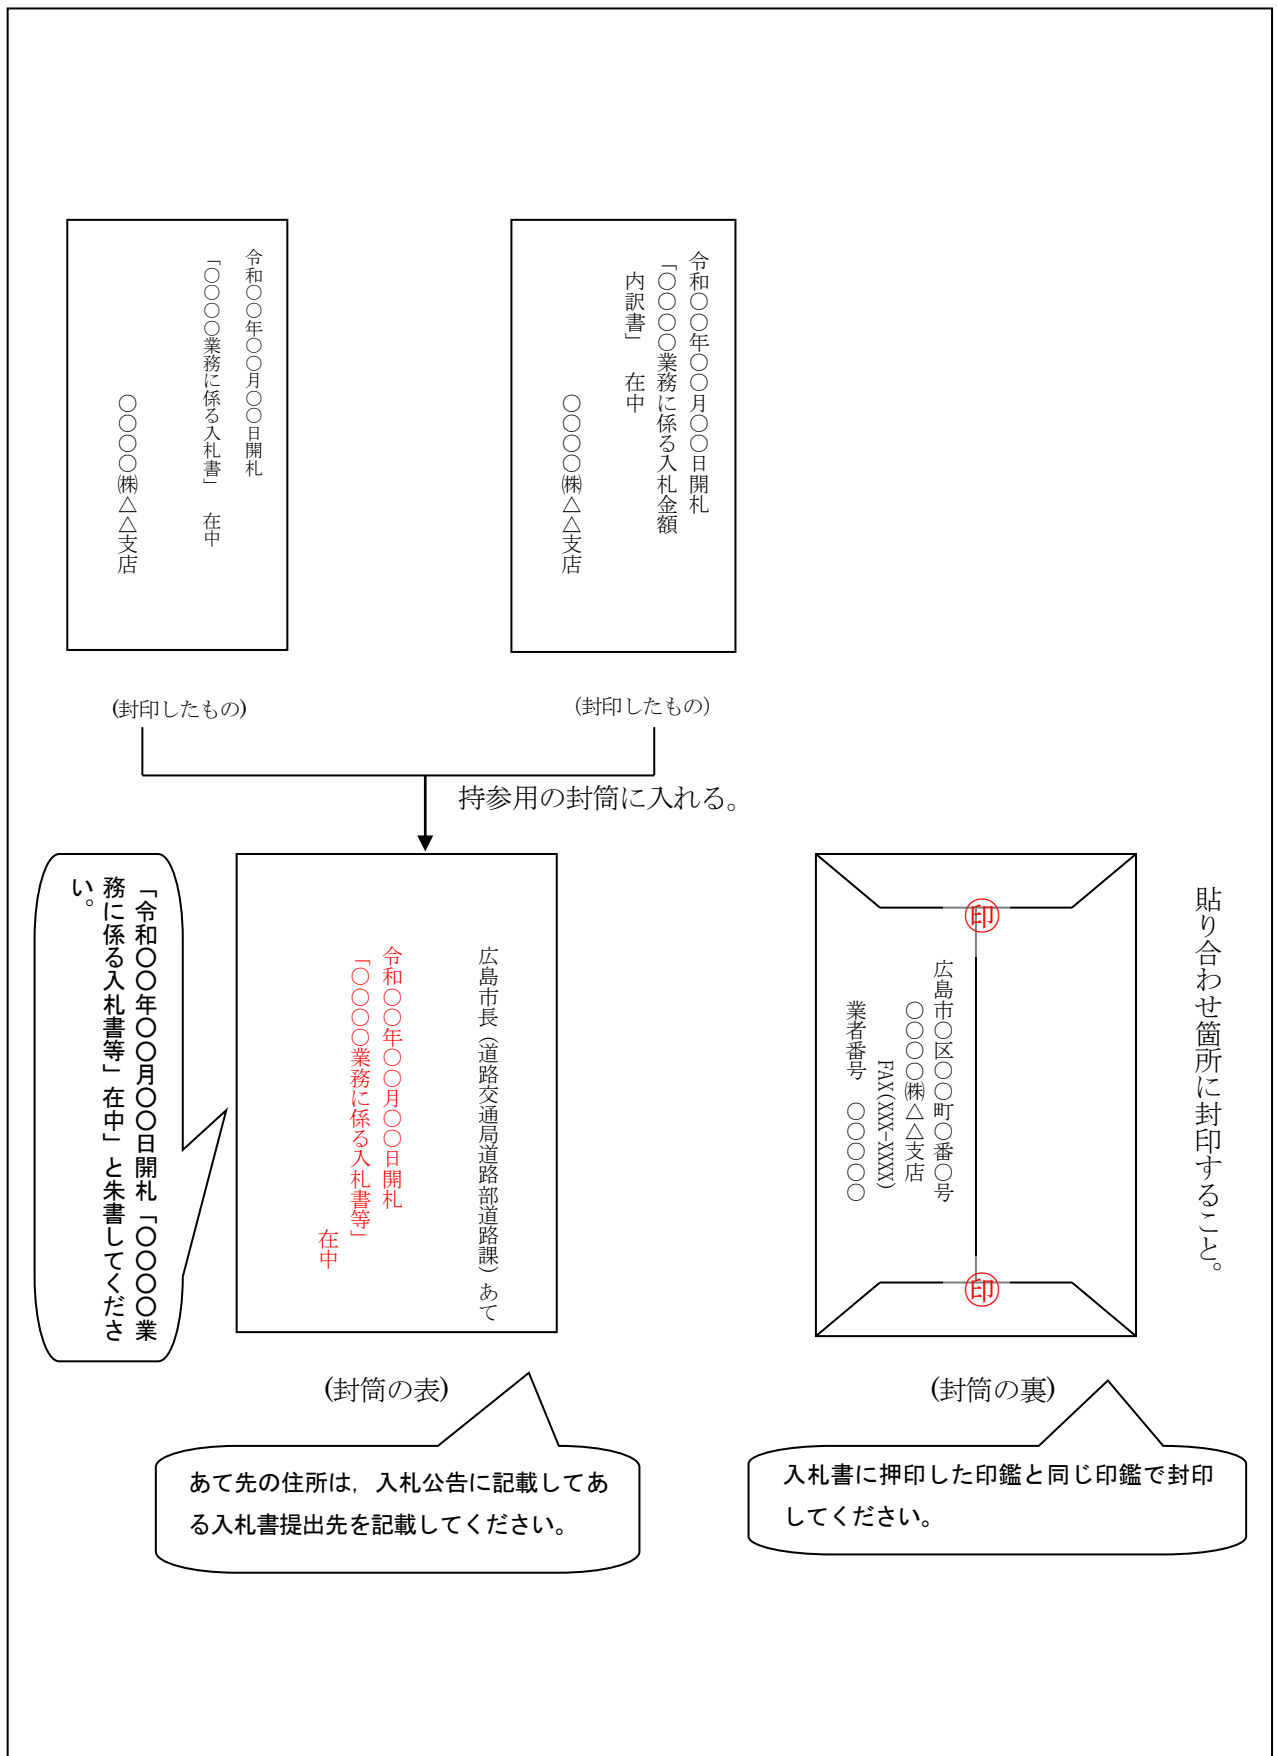 令和〇〇年〇〇月〇〇日開札
「〇〇〇〇業務に係る入札金額
内訳書」　在中
〇〇〇〇㈱△△支店
(封印したもの)
令和〇〇年〇〇月〇〇日開札
「〇〇〇〇業務に係る入札書」　在中
〇〇〇〇㈱△△支店
(封印したもの)
持参用の封筒に入れる。
貼り合わせ箇所に封印すること。
印
広島市〇区〇〇町〇番〇号
〇〇〇〇㈱△△支店
FAX(XXX-XXXX)
業者番号　〇〇〇〇〇
印
(封筒の裏)
入札書に押印した印鑑と同じ印鑑で封印
してください。
広島市長（道路交通局道路部道路課）あて
令和〇〇年〇〇月〇〇日開札
「〇〇〇〇業務に係る入札書等」
在中
(封筒の表)
あて先の住所は，入札公告に記載してあ
る入札書提出先を記載してください。
「令和〇〇年〇〇月〇〇日開札「〇〇〇〇業
務に係る入札書等」在中」と朱書してくださ
い。